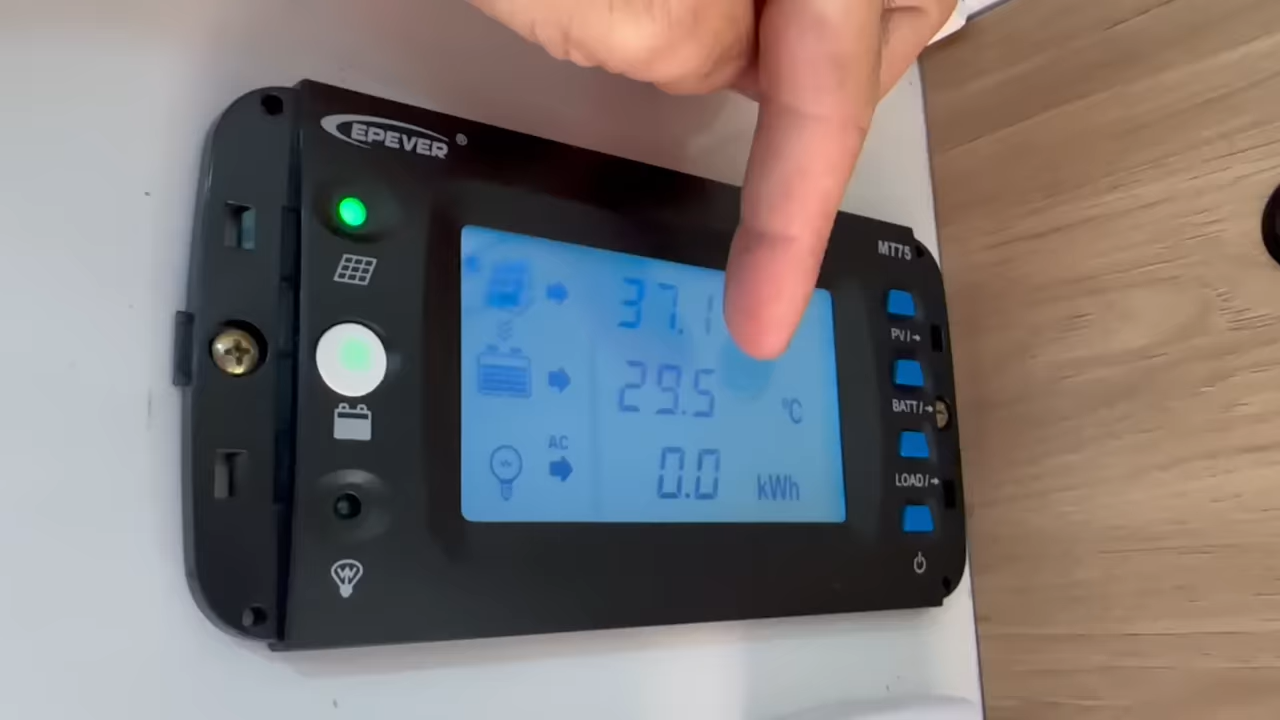 EPEVER®
MT75
37.1
29.5 °C
AC
0.0 kWh
PV/➔
BATT/➔
LOAD/➔